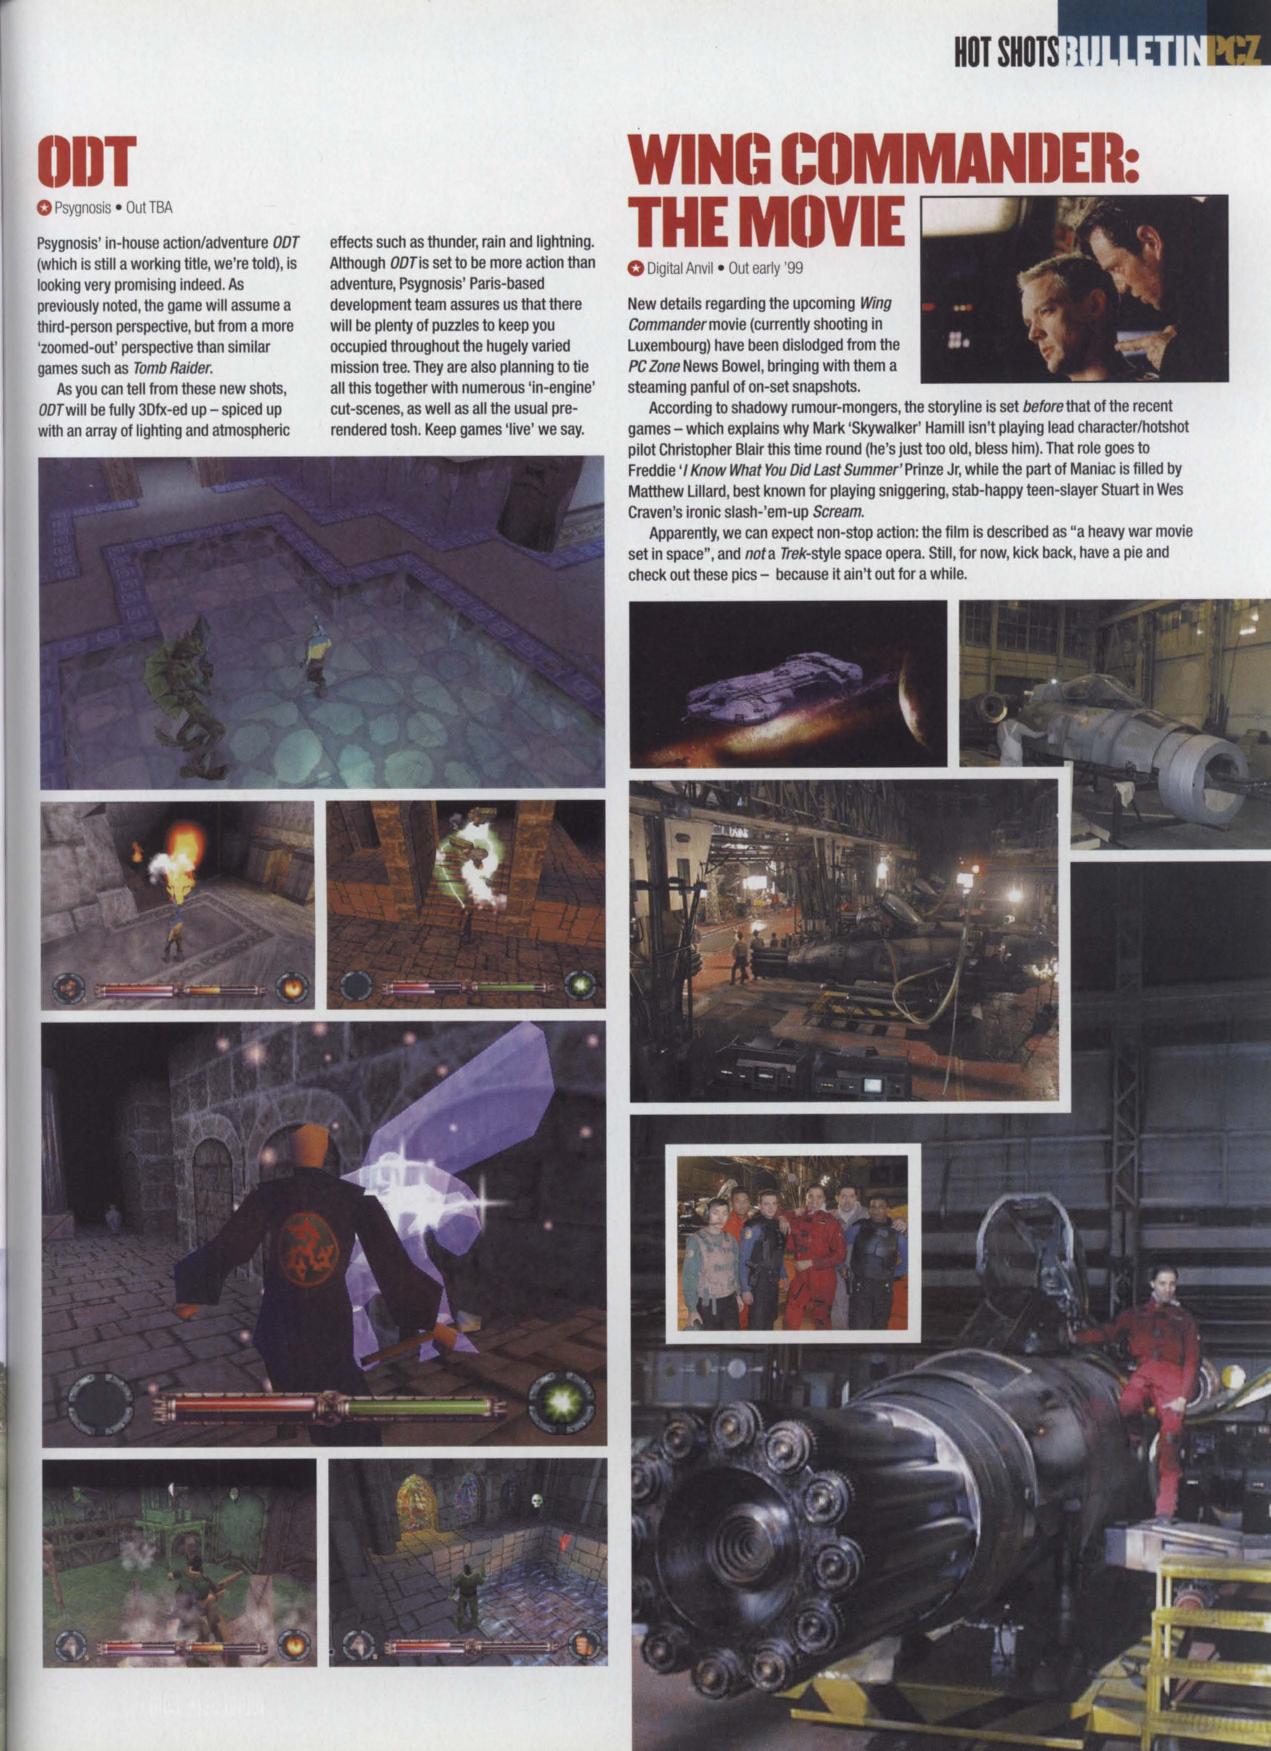 HOT SHOTS BULLETIN PCZ
ODT
Psygnosis • Out TBA
Psygnosis' in-house action/adventure ODT
(which is still a working title, we're told), is
looking very promising indeed. As
previously noted, the game will assume a
third-person perspective, but from a more
'zoomed-out' perspective than similar
games such as Tomb Raider.
As you can tell from these new shots,
ODT will be fully 3Dfx-ed up – spiced up
with an array of lighting and atmospheric
effects such as thunder, rain and lightning.
Although ODT is set to be more action than
adventure, Psygnosis' Paris-based
development team assures us that there
will be plenty of puzzles to keep you
occupied throughout the hugely varied
mission tree. They are also planning to tie
all this together with numerous 'in-engine'
cut-scenes, as well as all the usual pre-
rendered tosh. Keep games 'live' we say.
WING COMMANDER:
THE MOVIE
Digital Anvil • Out early '99
New details regarding the upcoming Wing
Commander movie (currently shooting in
Luxembourg) have been dislodged from the
PC Zone News Bowel, bringing with them a
steaming panful of on-set snapshots.
According to shadowy rumour-mongers, the storyline is set before that of the recent
games – which explains why Mark 'Skywalker' Hamill isn't playing lead character/hotshot
pilot Christopher Blair this time round (he's just too old, bless him). That role goes to
Freddie 'I Know What You Did Last Summer' Prinze Jr, while the part of Maniac is filled by
Matthew Lillard, best known for playing sniggering, stab-happy teen-slayer Stuart in Wes
Craven's ironic slash-'em-up Scream.
Apparently, we can expect non-stop action: the film is described as "a heavy war movie
set in space", and not a Trek-style space opera. Still, for now, kick back, have a pie and
check out these pics – because it ain't out for a while.